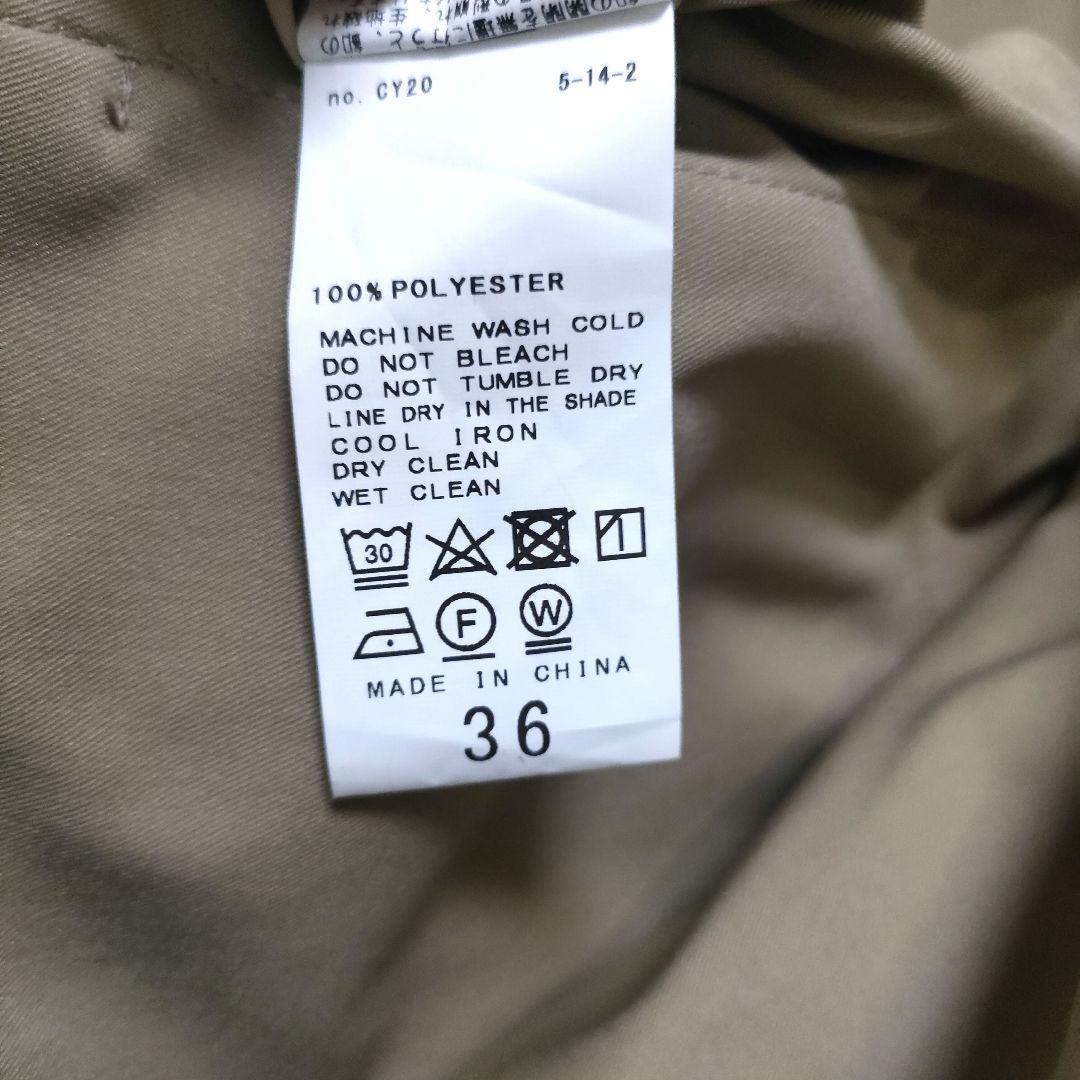 no. CY20 5-14-2
100% POLYESTER
MACHINE WASH COLD
DO NOT BLEACH
DO NOT TUMBLE DRY
LINE DRY IN THE SHADE
COOL IRON
DRY CLEAN
WET CLEAN
30
F W
MADE IN CHINA
36